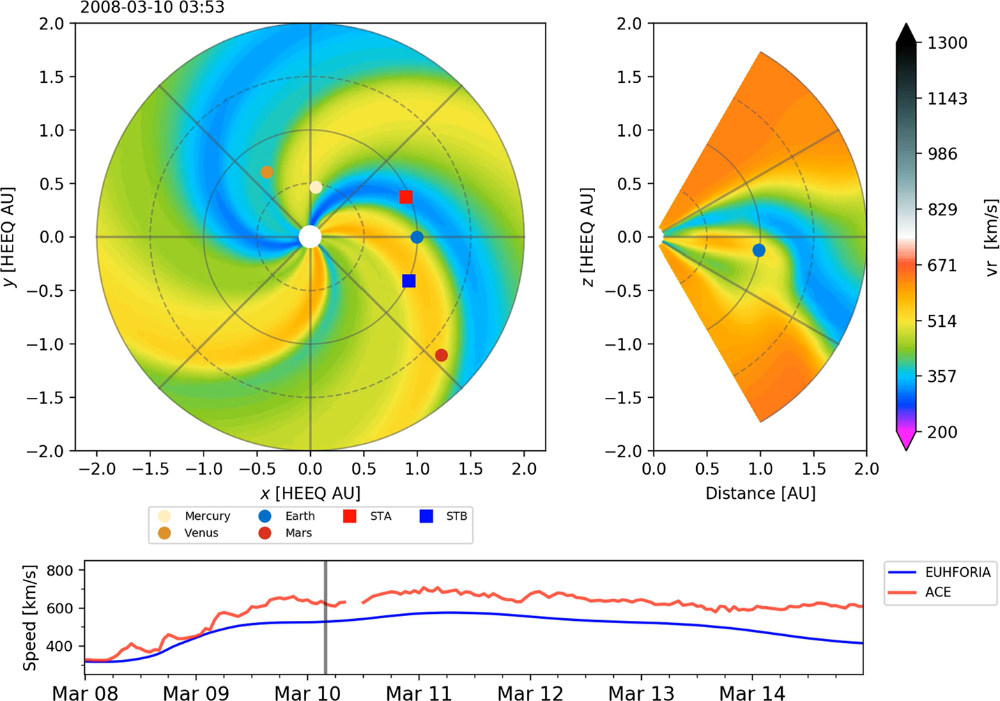 2008-03-10 03:53
2.0
1.5
1.0
0.5
0.0
−0.5
−1.0
−1.5
−2.0
y [HEEQ AU]
−2.0 −1.5 −1.0 −0.5 0.0 0.5 1.0 1.5 2.0
x [HEEQ AU]
2.0
1.5
1.0
0.5
0.0
−0.5
−1.0
−1.5
−2.0
z [HEEQ AU]
0.0 0.5 1.0 1.5 2.0
Distance [AU]
1300
1143
986
829
671
514
357
200
vr [km/s]
Mercury Earth STA STB
Venus Mars
800
600
400
Speed [km/s]
Mar 08 Mar 09 Mar 10 Mar 11 Mar 12 Mar 13 Mar 14
EUHFORIA
ACE